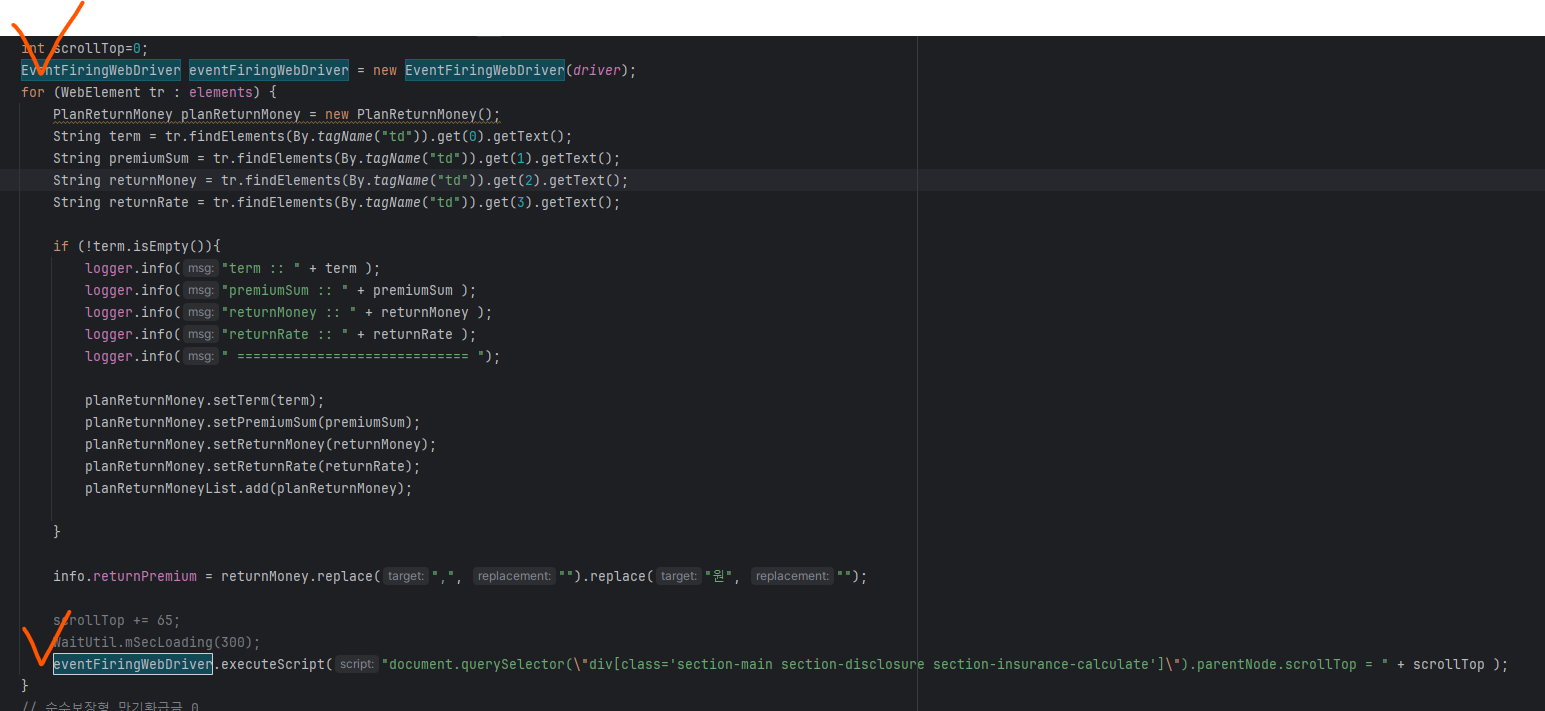 int scrollTop=0;
EventFiringWebDriver eventFiringWebDriver = new EventFiringWebDriver(driver);
for (WebElement tr : elements) {
PlanReturnMoney planReturnMoney = new PlanReturnMoney();
String term = tr.findElements(By.tagName("td")).get(0).getText();
String premiumSum = tr.findElements(By.tagName("td")).get(1).getText();
String returnMoney = tr.findElements(By.tagName("td")).get(2).getText();
String returnRate = tr.findElements(By.tagName("td")).get(3).getText();
if (!term.isEmpty()){
logger.info( msg: "term :: " + term );
logger.info( msg: "premiumSum :: " + premiumSum );
logger.info( msg: "returnMoney :: " + returnMoney );
logger.info( msg: "returnRate :: " + returnRate );
logger.info( msg: " ============================= ");
planReturnMoney.setTerm(term);
planReturnMoney.setPremiumSum(premiumSum);
planReturnMoney.setReturnMoney(returnMoney);
planReturnMoney.setReturnRate(returnRate);
planReturnMoneyList.add(planReturnMoney);
}
info.returnPremium = returnMoney.replace( target: ",", replacement: "").replace( target: "원", replacement: "");
scrollTop += 65;
WaitUtil.mSecLoading(300);
eventFiringWebDriver.executeScript( script: "document.querySelector(\"div[class='section-main section-disclosure section-insurance-calculate']\").parentNode.scrollTop = " + scrollTop );
}
// 순수보장형 만기환급금 0